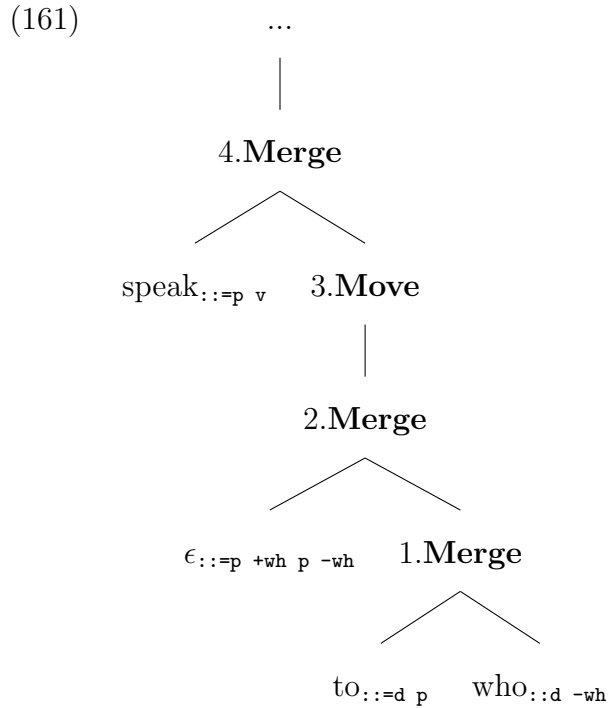 (161) ...
4.Merge
speak::=p v 3.Move
2.Merge
ϵ::=p +wh p -wh 1.Merge
to::=d p who::d -wh